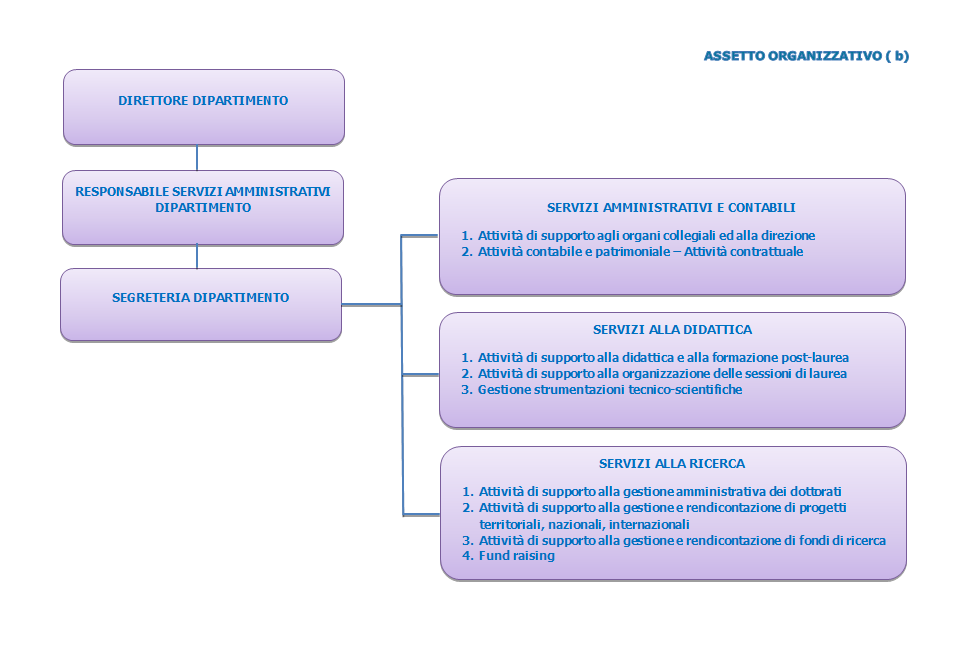 ASSETTO ORGANIZZATIVO ( b)
DIRETTORE DIPARTIMENTO
RESPONSABILE SERVIZI AMMINISTRATIVI
DIPARTIMENTO
SEGRETERIA DIPARTIMENTO
SERVIZI AMMINISTRATIVI E CONTABILI
1. Attività di supporto agli organi collegiali ed alla direzione
2. Attività contabile e patrimoniale – Attività contrattuale
SERVIZI ALLA DIDATTICA
1. Attività di supporto alla didattica e alla formazione post-laurea
2. Attività di supporto alla organizzazione delle sessioni di laurea
3. Gestione strumentazioni tecnico-scientifiche
SERVIZI ALLA RICERCA
1. Attività di supporto alla gestione amministrativa dei dottorati
2. Attività di supporto alla gestione e rendicontazione di progetti
territoriali, nazionali, internazionali
3. Attività di supporto alla gestione e rendicontazione di fondi di ricerca
4. Fund raising